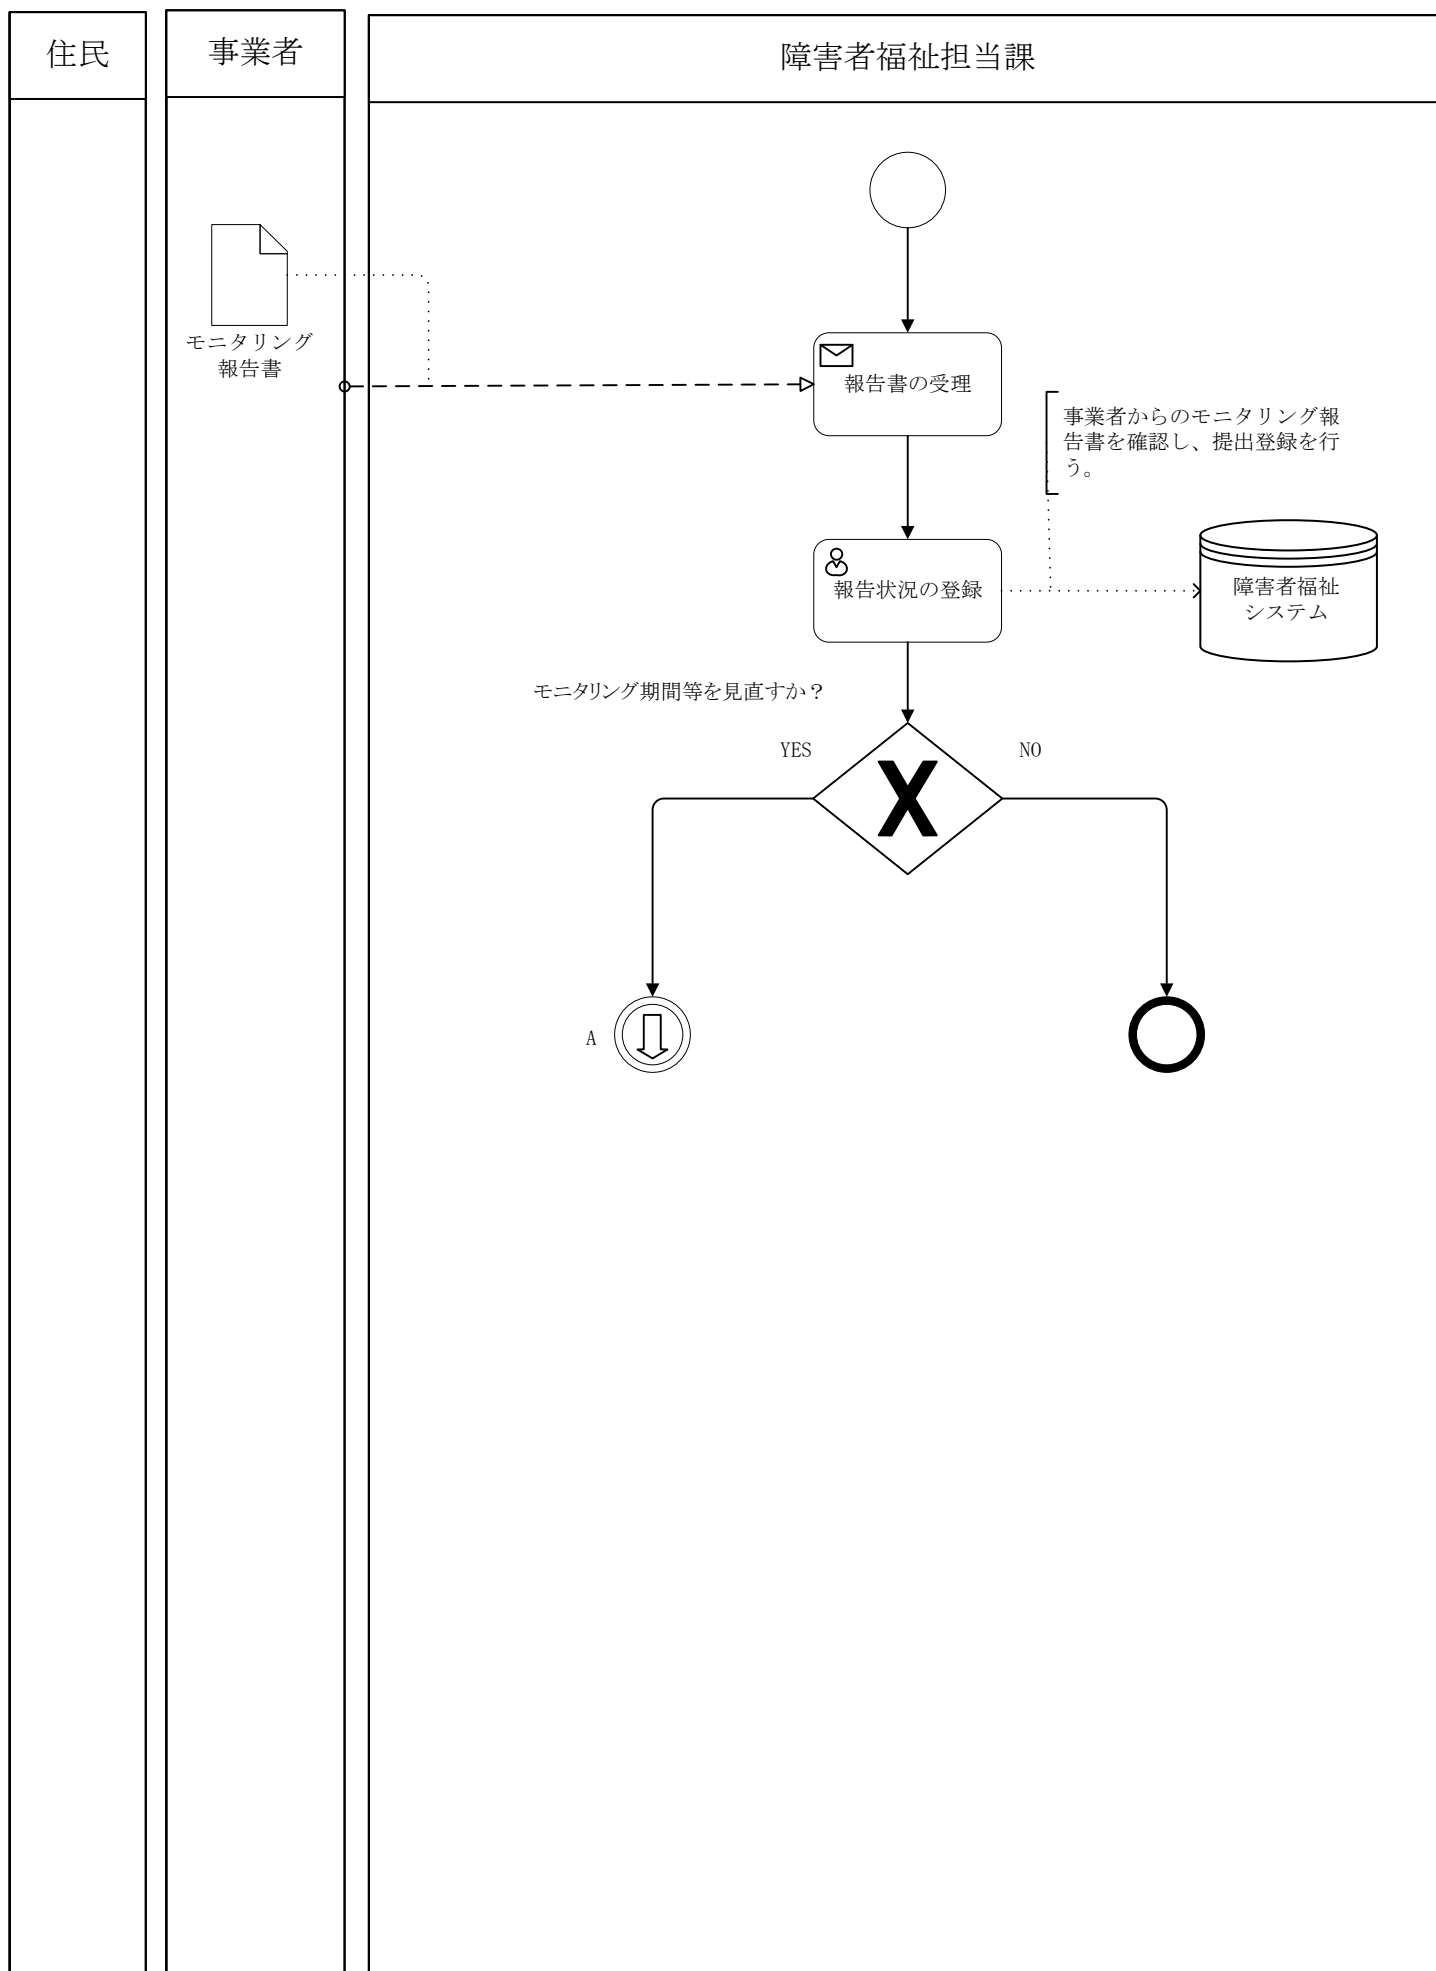 住民
事業者
障害者福祉担当課
モニタリング
報告書
報告書の受理
事業者からのモニタリング報
告書を確認し、提出登録を行
う。
報告状況の登録
障害者福祉
システム
モニタリング期間等を見直すか？
YES
NO
X
A